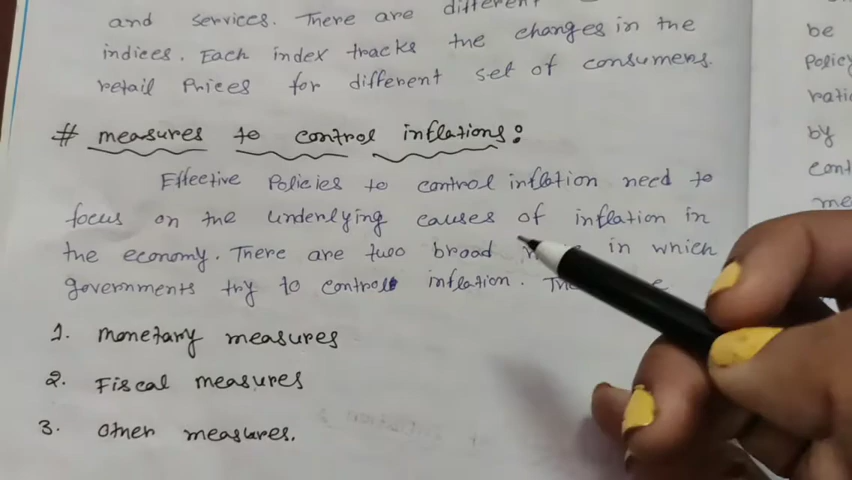 and services. There are different
indices. Each index tracks the changes in the
retail Prices for different set of consumers.
# measures to control inflations:
Effective Policies to control inflation need to
focus on the underlying causes of inflation in
the economy. There are two broad in which
governments try to control inflation.
1. Monetary measures
2. Fiscal measures
3. Other measures.
be
Policy
by